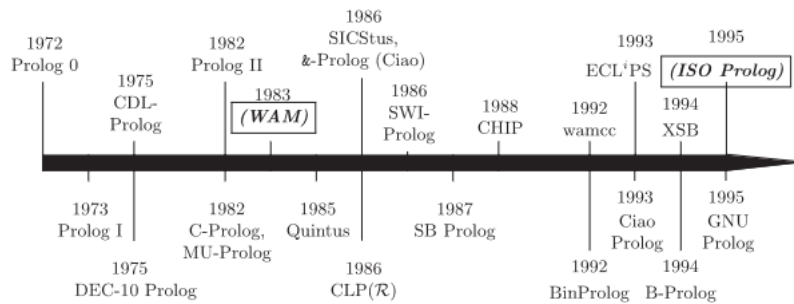 1972
Prolog 0
1975
CDL-
Prolog
1982
Prolog II
1983
(WAM)
1986
SICStus,
&-Prolog (Ciao)
1986
SWI-
Prolog
1988
CHIP
1992
wamcc
1993
ECLⁱPS
1994
XSB
1995
(ISO Prolog)
1973
Prolog I
1975
DEC-10 Prolog
1982
C-Prolog,
MU-Prolog
1985
Quintus
1986
CLP(ℛ)
1987
SB Prolog
1992
BinProlog
1993
Ciao
Prolog
1994
B-Prolog
1995
GNU
Prolog